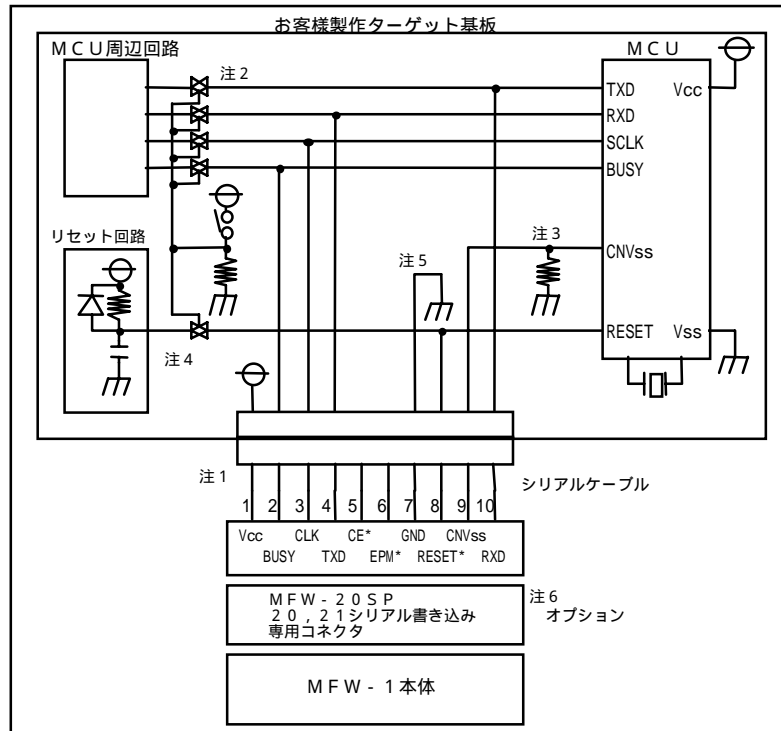 お客様製作ターゲット基板
ＭＣＵ周辺回路
ＭＣＵ
注２
TXD
Vcc
RXD
SCLK
BUSY
リセット回路
注５
注３
CNVss
注４
RESET
Vss
注１
シリアルケーブル
1 2 3 4 5 6 7 8 9 10
Vcc CLK CE* GND CNVss
BUSY TXD EPM* RESET* RXD
ＭＦＷ-２０ＳＰ
２０,２１シリアル書き込み
専用コネクタ
注６
オプション
ＭＦＷ-１本体